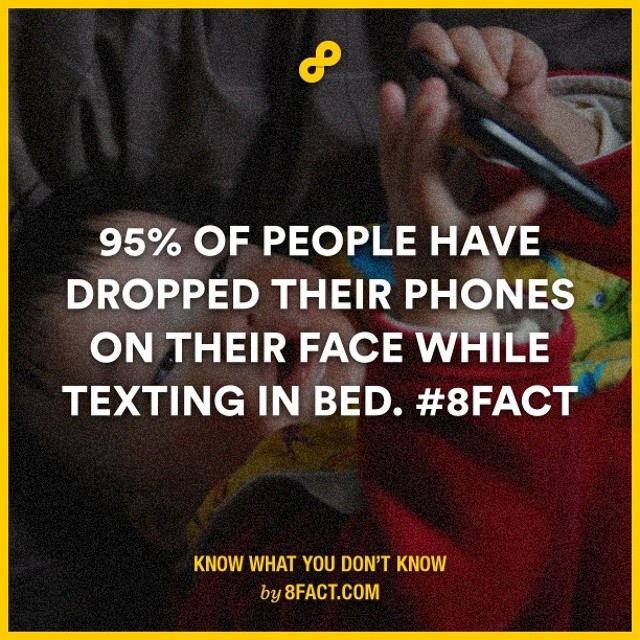 95% OF PEOPLE HAVE
DROPPED THEIR PHONES
ON THEIR FACE WHILE
TEXTING IN BED. #8FACT
KNOW WHAT YOU DON'T KNOW
by 8FACT.COM